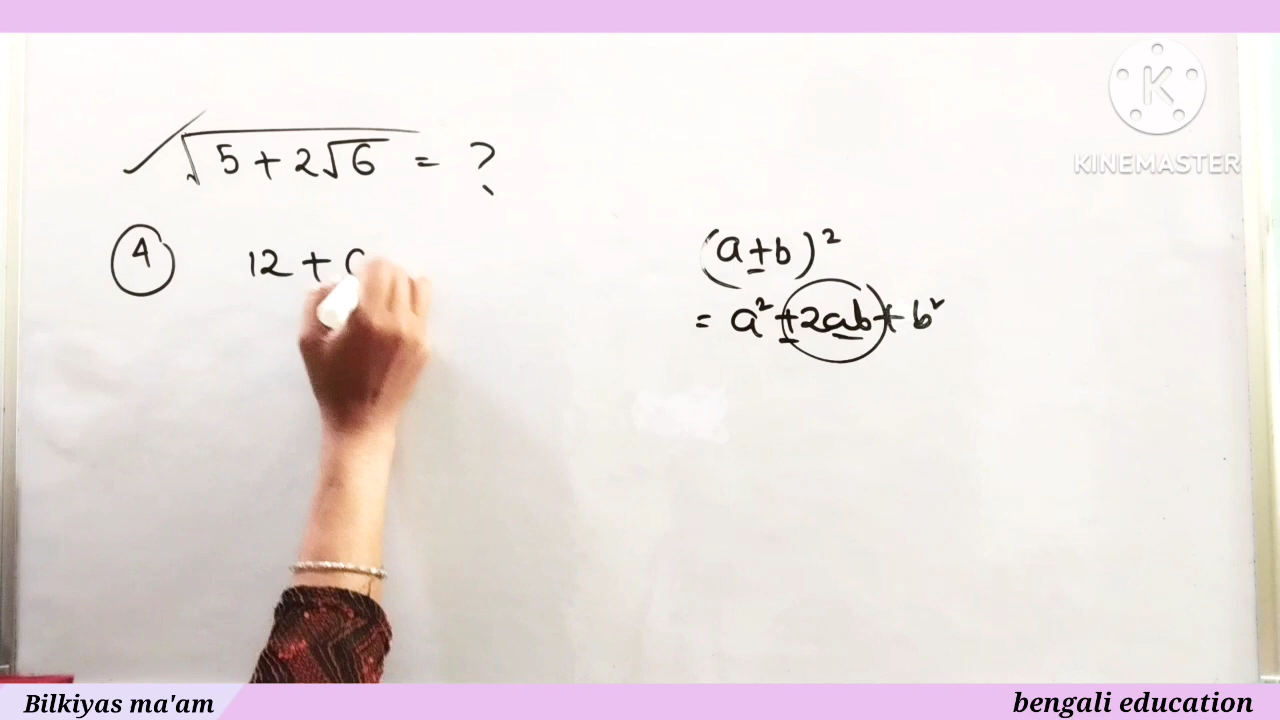 K
KINEMASTER
√(5 + 2√6) = ?
4 12 +
(a ± b)²
= a² ± 2ab + b²
Bilkiyas ma'am bengali education